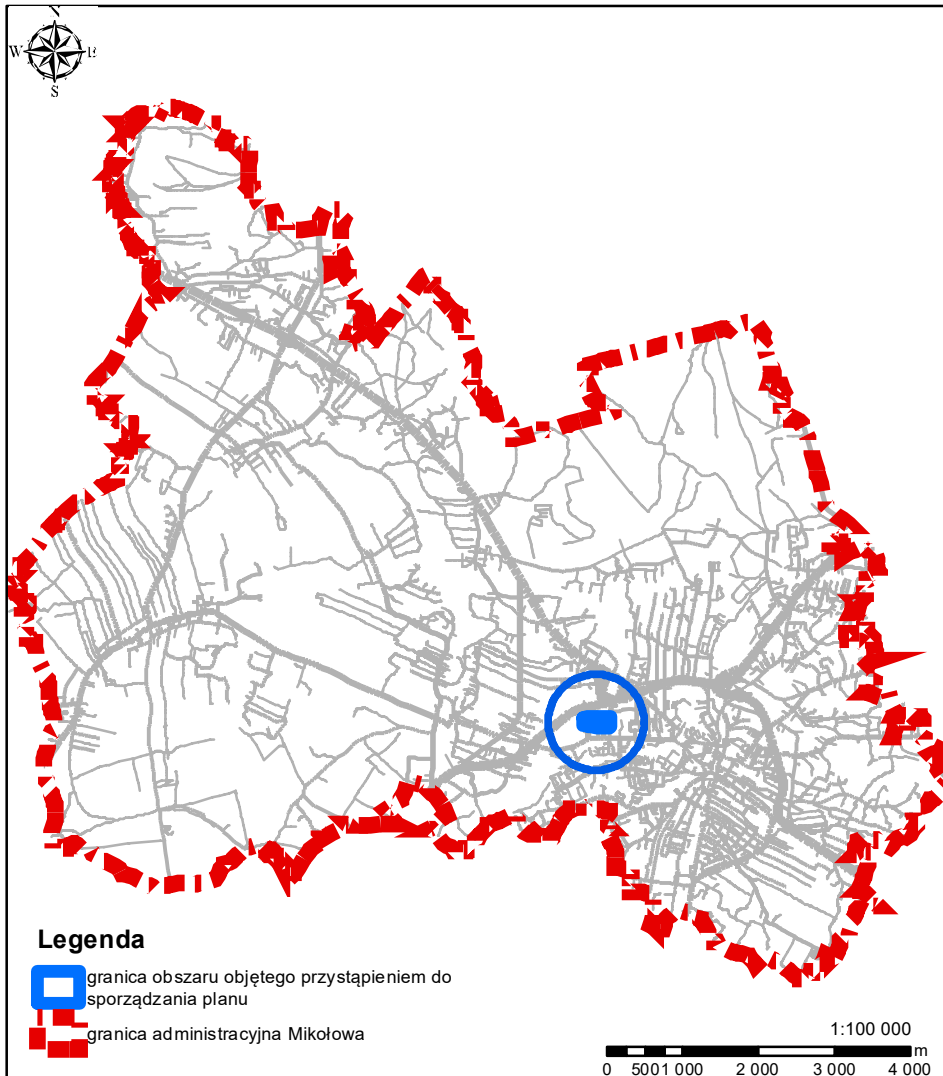 N
W E
S
Legenda
granica obszaru objętego przystąpieniem do
sporządzania planu
granica administracyjna Mikołowa
1:100 000
m
0 500 1 000 2 000 3 000 4 000